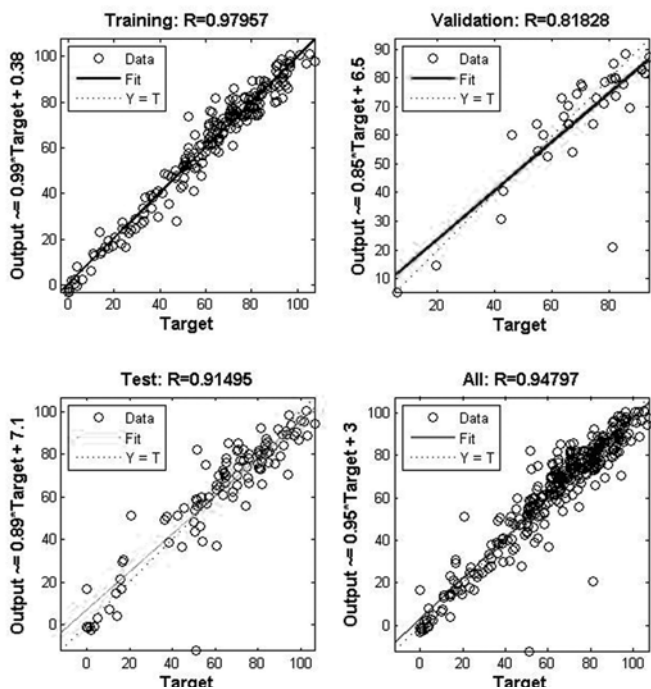 Training: R=0.97957
Data
Fit
Y = T
Output ~= 0.99*Target + 0.38
100
80
60
40
20
0
0 20 40 60 80 100
Target
Validation: R=0.81828
Data
Fit
Y = T
Output ~= 0.85*Target + 6.5
90
80
70
60
50
40
30
20
10
20 40 60 80
Target
Test: R=0.91495
Data
Fit
Y = T
Output ~= 0.89*Target + 7.1
100
80
60
40
20
0
0 20 40 60 80 100
Target
All: R=0.94797
Data
Fit
Y = T
Output ~= 0.95*Target + 3
100
80
60
40
20
0
0 20 40 60 80 100
Target